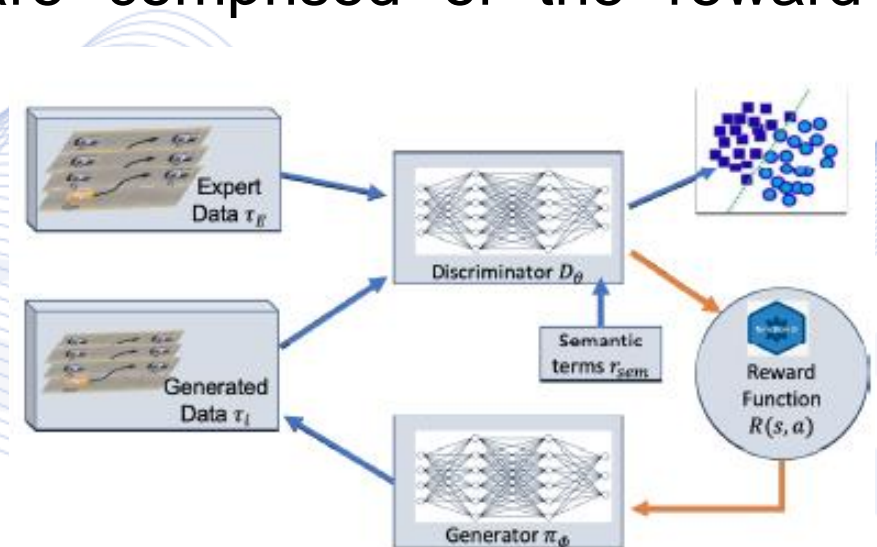 are comprised of the reward
Expert
Data τ_E
Discriminator D_θ
Semantic
terms r_sem
Generated
Data τ_i
Reward
Function
R(s, a)
Generator π_Φ